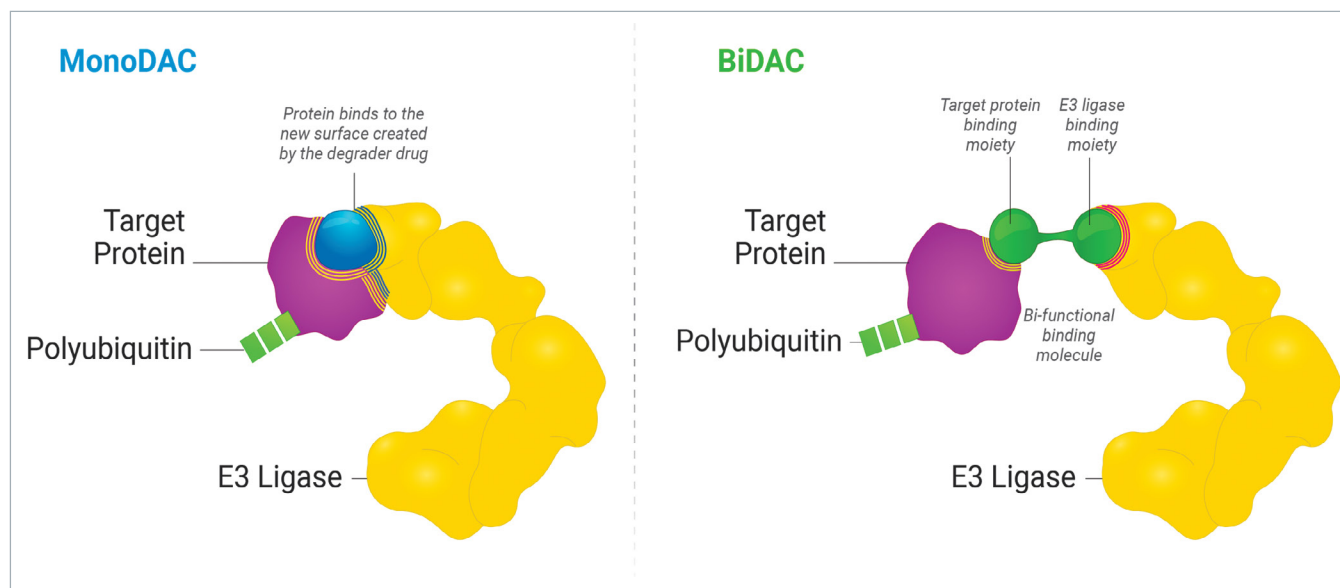 MonoDAC
Protein binds to the
new surface created
by the degrader drug
Target
Protein
Polyubiquitin
E3 Ligase
BiDAC
Target protein
binding
moiety
E3 ligase
binding
moiety
Target
Protein
Polyubiquitin
Bi-functional
binding
molecule
E3 Ligase